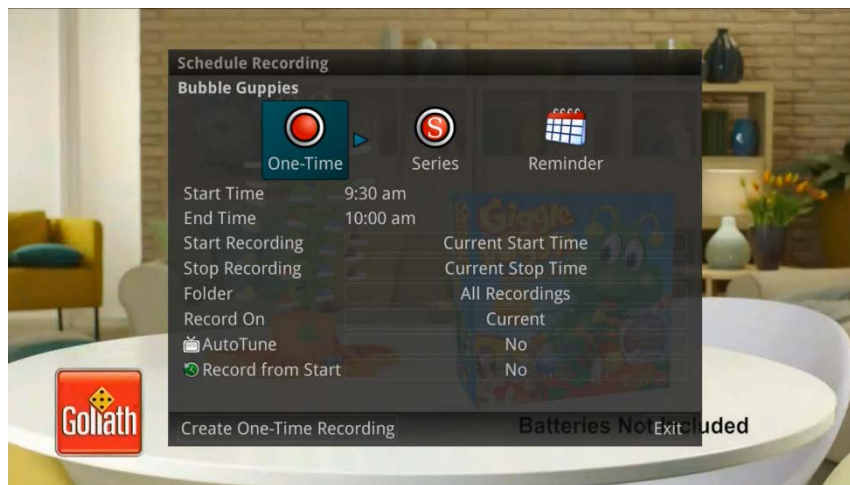 Schedule Recording
Bubble Guppies
S
One-Time Series Reminder
Start Time 9:30 am
End Time 10:00 am
Start Recording Current Start Time
Stop Recording Current Stop Time
Folder All Recordings
Record On Current
AutoTune No
Record from Start No
Giggle
Goliath
Create One-Time Recording Exit
Batteries Not Included